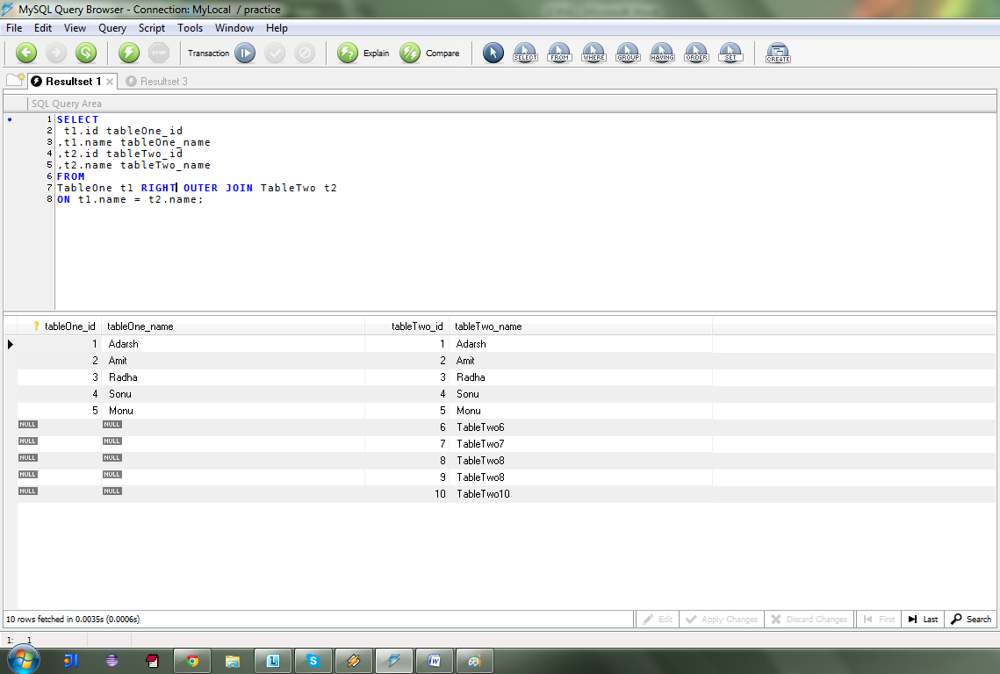 MySQL Query Browser - Connection: MyLocal / practice
File Edit View Query Script Tools Window Help
STOP Transaction Explain Compare SELECT FROM WHERE GROUP HAVING ORDER SET CREATE
Resultset 1 Resultset 3
SQL Query Area
1 SELECT
2 t1.id tableOne_id
3 ,t1.name tableOne_name
4 ,t2.id tableTwo_id
5 ,t2.name tableTwo_name
6 FROM
7 TableOne t1 RIGHT OUTER JOIN TableTwo t2
8 ON t1.name = t2.name;
tableOne_id tableOne_name tableTwo_id tableTwo_name
1 Adarsh 1 Adarsh
2 Amit 2 Amit
3 Radha 3 Radha
4 Sonu 4 Sonu
5 Monu 5 Monu
NULL NULL 6 TableTwo6
NULL NULL 7 TableTwo7
NULL NULL 8 TableTwo8
NULL NULL 9 TableTwo8
NULL NULL 10 TableTwo10
10 rows fetched in 0.0035s (0.0006s) Edit Apply Changes Discard Changes First Last Search
1: 1